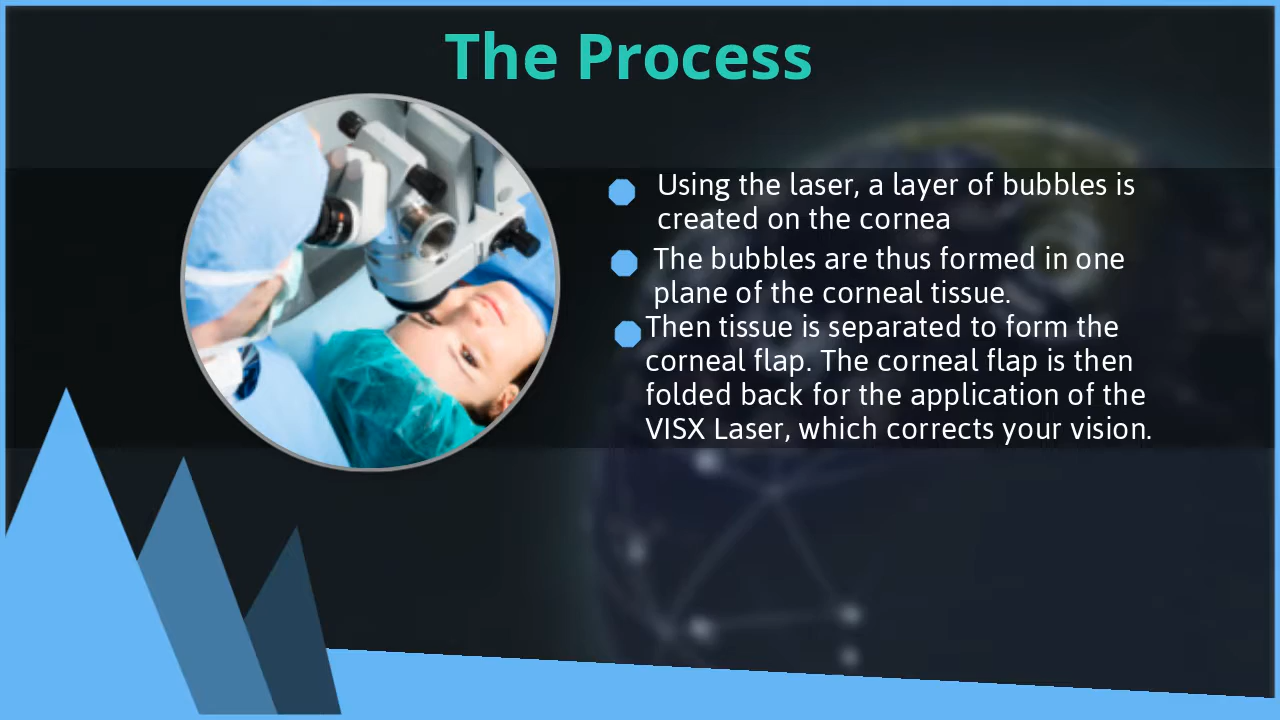 The Process
Using the laser, a layer of bubbles is
created on the cornea
The bubbles are thus formed in one
plane of the corneal tissue.
Then tissue is separated to form the
corneal flap. The corneal flap is then
folded back for the application of the
VISX Laser, which corrects your vision.